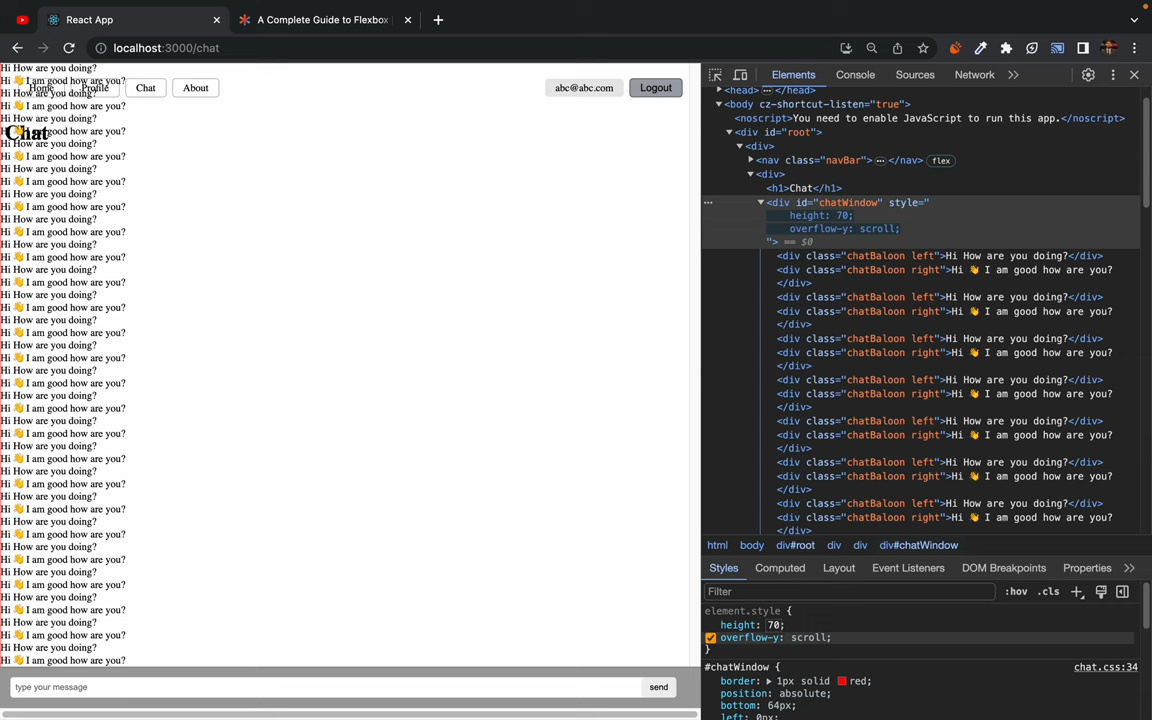 React App
A Complete Guide to Flexbox
localhost:3000/chat
Hi How are you doing?
Hi 👋 I am good how are you?
Hi How are you doing?
Hi 👋 I am good how are you?
Hi How are you doing?
Hi 👋 I am good how are you?
Hi How are you doing?
Hi 👋 I am good how are you?
Hi How are you doing?
Hi 👋 I am good how are you?
Hi How are you doing?
Hi 👋 I am good how are you?
Hi How are you doing?
Hi 👋 I am good how are you?
Hi How are you doing?
Hi 👋 I am good how are you?
Hi How are you doing?
Hi 👋 I am good how are you?
Hi How are you doing?
Hi 👋 I am good how are you?
Hi How are you doing?
Hi 👋 I am good how are you?
Hi How are you doing?
Hi 👋 I am good how are you?
Hi How are you doing?
Hi 👋 I am good how are you?
Hi How are you doing?
Hi 👋 I am good how are you?
Hi How are you doing?
Hi 👋 I am good how are you?
Hi How are you doing?
Hi 👋 I am good how are you?
Hi How are you doing?
Hi 👋 I am good how are you?
Hi How are you doing?
Hi 👋 I am good how are you?
Hi How are you doing?
Hi 👋 I am good how are you?
Hi How are you doing?
Hi 👋 I am good how are you?
Hi How are you doing?
Hi 👋 I am good how are you?
Hi How are you doing?
Hi 👋 I am good how are you?
Hi How are you doing?
Hi 👋 I am good how are you?
Hi How are you doing?
Hi 👋 I am good how are you?
Home Profile Chat About abc@abc.com Logout
Chat
type your message send
Elements Console Sources Network
<head> </head>
<body cz-shortcut-listen="true">
<noscript>You need to enable JavaScript to run this app.</noscript>
<div id="root">
<div>
<nav class="navBar"> </nav> flex
<div>
<h1>Chat</h1>
<div id="chatWindow" style="
height: 70;
overflow-y: scroll;
"> == $0
<div class="chatBaloon left">Hi How are you doing?</div>
<div class="chatBaloon right">Hi 👋 I am good how are you?
</div>
<div class="chatBaloon left">Hi How are you doing?</div>
<div class="chatBaloon right">Hi 👋 I am good how are you?
</div>
<div class="chatBaloon left">Hi How are you doing?</div>
<div class="chatBaloon right">Hi 👋 I am good how are you?
</div>
<div class="chatBaloon left">Hi How are you doing?</div>
<div class="chatBaloon right">Hi 👋 I am good how are you?
</div>
<div class="chatBaloon left">Hi How are you doing?</div>
<div class="chatBaloon right">Hi 👋 I am good how are you?
</div>
<div class="chatBaloon left">Hi How are you doing?</div>
<div class="chatBaloon right">Hi 👋 I am good how are you?
</div>
<div class="chatBaloon left">Hi How are you doing?</div>
<div class="chatBaloon right">Hi 👋 I am good how are you?
</div>
html body div#root div div div#chatWindow
Styles Computed Layout Event Listeners DOM Breakpoints Properties
Filter :hov .cls
element.style {
height: 70;
overflow-y: scroll;
}
#chatWindow { chat.css:34
border: 1px solid red;
position: absolute;
bottom: 64px;
left: 0px;